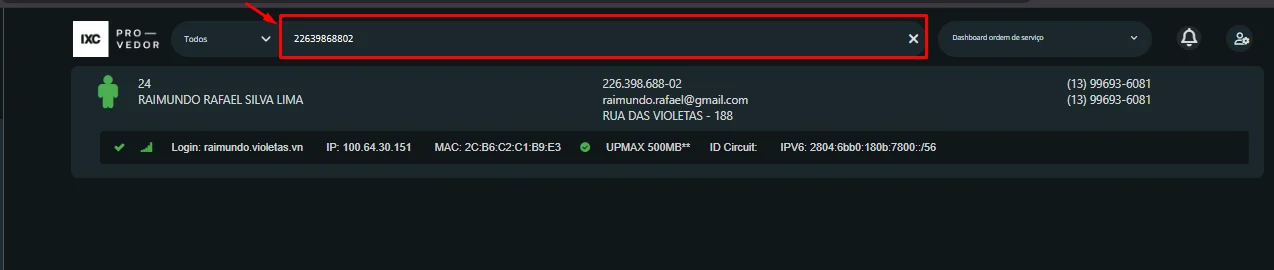 IXC PRO—
VEDOR
Todos
22639868802
Dashboard ordem de serviço
24
RAIMUNDO RAFAEL SILVA LIMA
226.398.688-02
raimundo.rafael@gmail.com
RUA DAS VIOLETAS - 188
(13) 99693-6081
(13) 99693-6081
Login: raimundo.violetas.vn IP: 100.64.30.151 MAC: 2C:B6:C2:C1:B9:E3 UPMAX 500MB** ID Circuit: IPV6: 2804:6bb0:180b:7800::/56